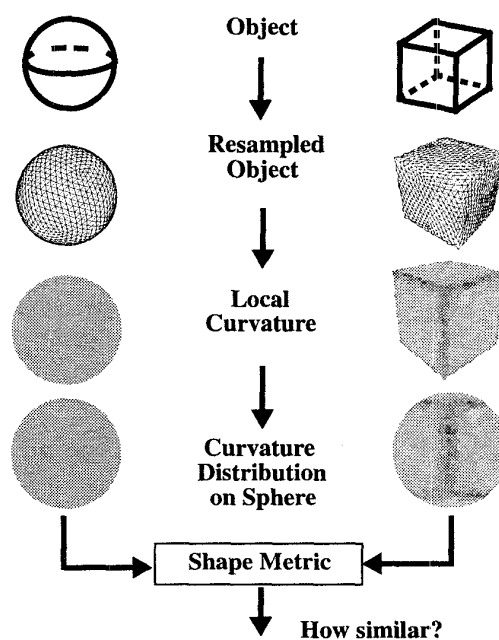 Object
Resampled
Object
Local
Curvature
Curvature
Distribution
on Sphere
Shape Metric
How similar?